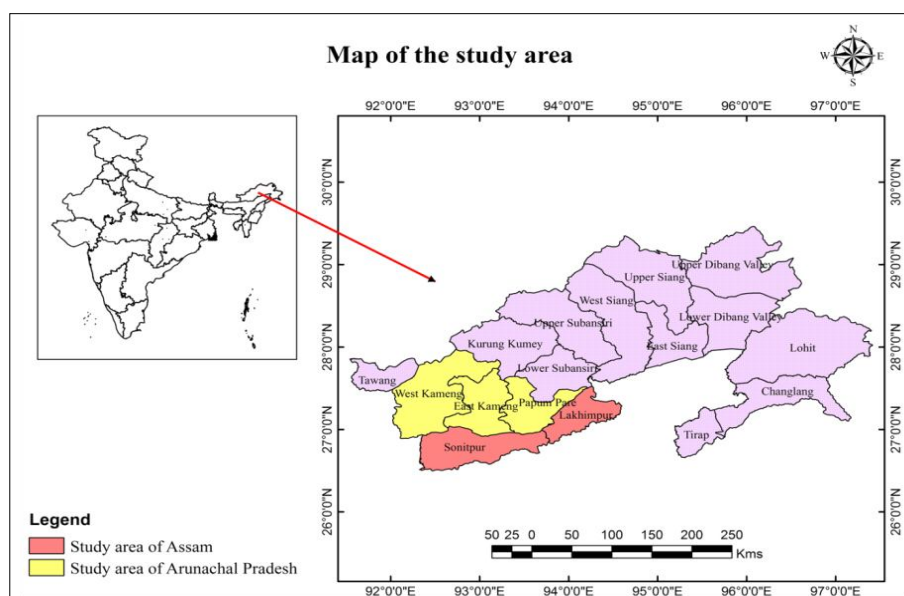 Map of the study area
N
W E
S
92°0'0"E 93°0'0"E 94°0'0"E 95°0'0"E 96°0'0"E 97°0'0"E
30°0'0"N 30°0'0"N
29°0'0"N 29°0'0"N
28°0'0"N 28°0'0"N
27°0'0"N 27°0'0"N
26°0'0"N 26°0'0"N
Upper Dibang Valley
Upper Siang
West Siang
Upper Subansiri
Lower Dibang Valley
Kurung Kumey
East Siang
Lohit
Lower Subansiri
Tawang
West Kameng
Changlang
East Kameng
Papum Pare
Lakhimpur
Tirap
Sonitpur
Legend
Study area of Assam
Study area of Arunachal Pradesh
50 25 0 50 100 150 200 250
Kms
92°0'0"E 93°0'0"E 94°0'0"E 95°0'0"E 96°0'0"E 97°0'0"E